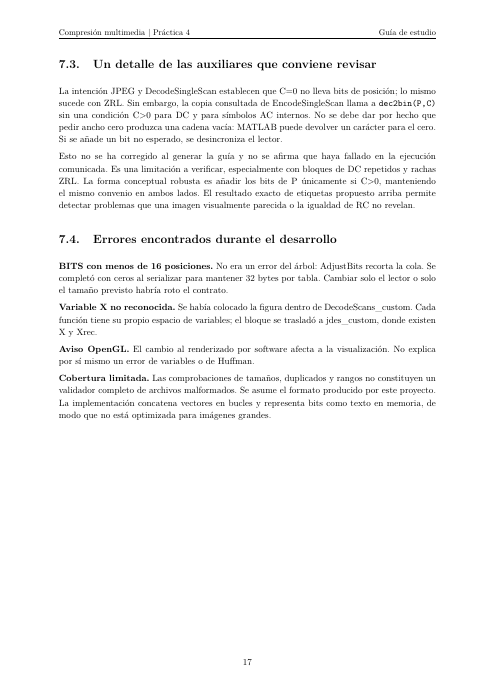 Compresión multimedia | Práctica 4 Guía de estudio
7.3. Un detalle de las auxiliares que conviene revisar
La intención JPEG y DecodeSingleScan establecen que C=0 no lleva bits de posición; lo mismo
sucede con ZRL. Sin embargo, la copia consultada de EncodeSingleScan llama a dec2bin(P,C)
sin una condición C>0 para DC y para símbolos AC internos. No se debe dar por hecho que
pedir ancho cero produzca una cadena vacía: MATLAB puede devolver un carácter para el cero.
Si se añade un bit no esperado, se desincroniza el lector.
Esto no se ha corregido al generar la guía y no se afirma que haya fallado en la ejecución
comunicada. Es una limitación a verificar, especialmente con bloques de DC repetidos y rachas
ZRL. La forma conceptual robusta es añadir los bits de P únicamente si C>0, manteniendo
el mismo convenio en ambos lados. El resultado exacto de etiquetas propuesto arriba permite
detectar problemas que una imagen visualmente parecida o la igualdad de RC no revelan.
7.4. Errores encontrados durante el desarrollo
BITS con menos de 16 posiciones. No era un error del árbol: AdjustBits recorta la cola. Se
completó con ceros al serializar para mantener 32 bytes por tabla. Cambiar solo el lector o solo
el tamaño previsto habría roto el contrato.
Variable X no reconocida. Se había colocado la figura dentro de DecodeScans_custom. Cada
función tiene su propio espacio de variables; el bloque se trasladó a jdes_custom, donde existen
X y Xrec.
Aviso OpenGL. El cambio al renderizado por software afecta a la visualización. No explica
por sí mismo un error de variables o de Huffman.
Cobertura limitada. Las comprobaciones de tamaños, duplicados y rangos no constituyen un
validador completo de archivos malformados. Se asume el formato producido por este proyecto.
La implementación concatena vectores en bucles y representa bits como texto en memoria, de
modo que no está optimizada para imágenes grandes.
17